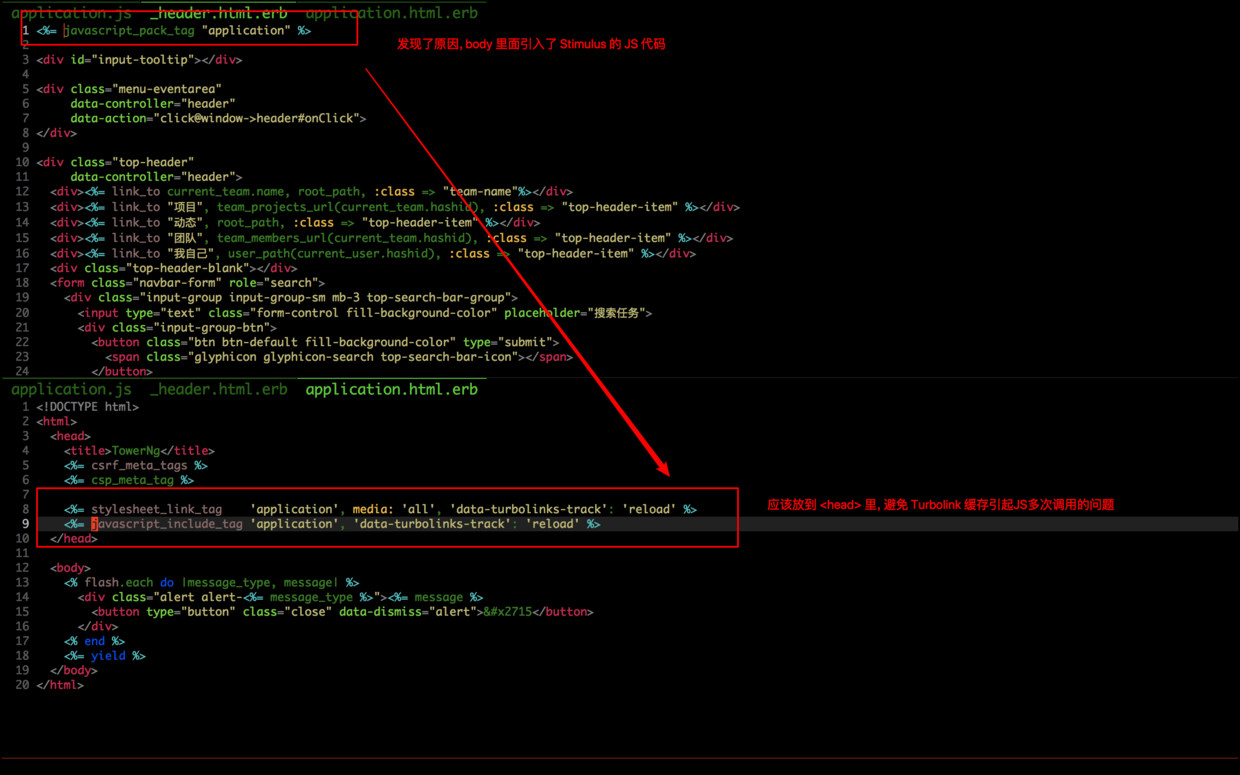 application.js _header.html.erb application.html.erb
1 <%= javascript_pack_tag "application" %>
发现了原因, body 里面引入了 Stimulus 的 JS 代码
2
3 <div id="input-tooltip"></div>
4
5 <div class="menu-eventarea"
6 data-controller="header"
7 data-action="click@window->header#onClick">
8 </div>
9
10 <div class="top-header"
11 data-controller="header">
12 <div><%= link_to current_team.name, root_path, :class => "team-name"%></div>
13 <div><%= link_to "项目", team_projects_url(current_team.hashid), :class => "top-header-item" %></div>
14 <div><%= link_to "动态", root_path, :class => "top-header-item" %></div>
15 <div><%= link_to "团队", team_members_url(current_team.hashid), :class => "top-header-item" %></div>
16 <div><%= link_to "我自己", user_path(current_user.hashid), :class => "top-header-item" %></div>
17 <div class="top-header-blank"></div>
18 <form class="navbar-form" role="search">
19 <div class="input-group input-group-sm mb-3 top-search-bar-group">
20 <input type="text" class="form-control fill-background-color" placeholder="搜索任务">
21 <div class="input-group-btn">
22 <button class="btn btn-default fill-background-color" type="submit">
23 <span class="glyphicon glyphicon-search top-search-bar-icon"></span>
24 </button>
application.js _header.html.erb application.html.erb
1 <!DOCTYPE html>
2 <html>
3 <head>
4 <title>TowerNg</title>
5 <%= csrf_meta_tags %>
6 <%= csp_meta_tag %>
7
8 <%= stylesheet_link_tag 'application', media: 'all', 'data-turbolinks-track': 'reload' %>
应该放到 <head> 里, 避免 Turbolink 缓存引起JS多次调用的问题
9 <%= javascript_include_tag 'application', 'data-turbolinks-track': 'reload' %>
10 </head>
11
12 <body>
13 <% flash.each do |message_type, message| %>
14 <div class="alert alert-<%= message_type %>"><%= message %>
15 <button type="button" class="close" data-dismiss="alert">&#x2715</button>
16 </div>
17 <% end %>
18 <%= yield %>
19 </body>
20 </html>